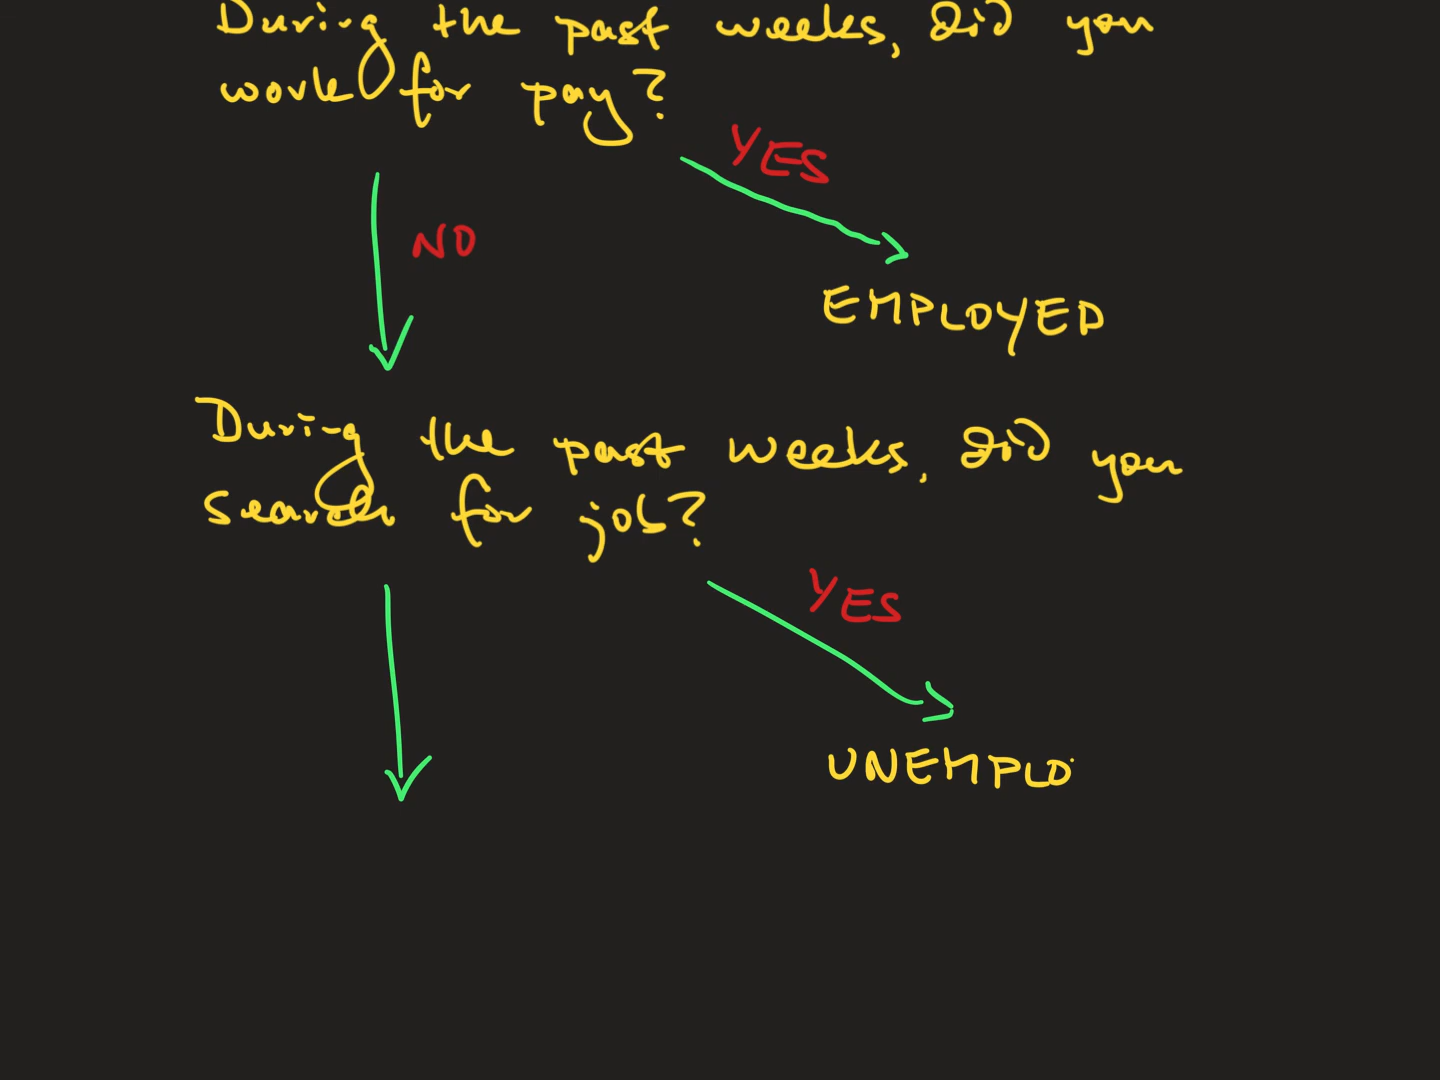 During the past weeks, did you
work for pay?
YES
NO
EMPLOYED
During the past weeks, did you
search for job?
YES
UNEMPLO